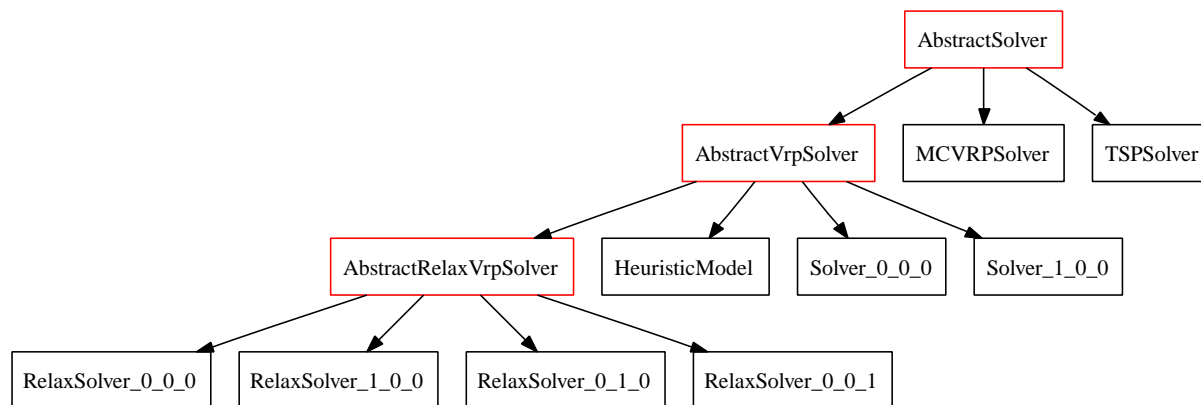 AbstractSolver
AbstractVrpSolver
MCVRPSolver
TSPSolver
AbstractRelaxVrpSolver
HeuristicModel
Solver_0_0_0
Solver_1_0_0
RelaxSolver_0_0_0
RelaxSolver_1_0_0
RelaxSolver_0_1_0
RelaxSolver_0_0_1